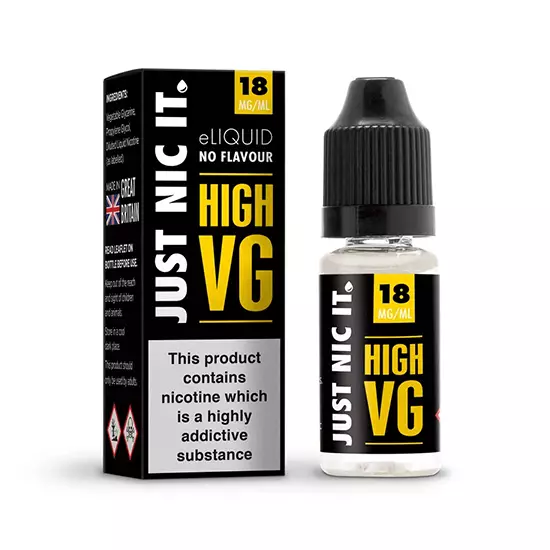 INGREDIENTS:
Vegetable Glycerine,
Propylene Glycol,
Diluted Liquid Nicotine
(as labelled).
MADE IN
GREAT
BRITAIN
READ LEAFLET ON
BOTTLE BEFORE USE.
Keep out of the reach
and sight of children
and animals.
Store in a cool
dark place.
This product should
only be used by adults.
JUST NIC IT.
18
MG/ML
eLIQUID
NO FLAVOUR
HIGH
VG
This product
contains
nicotine which
is a highly
addictive
substance
JUST NIC IT.
18
MG/ML
HIGH
VG